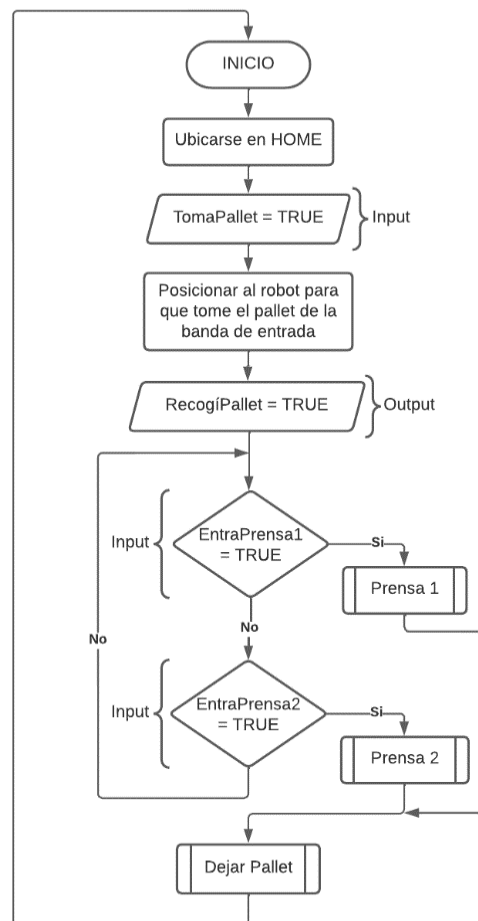 INICIO
Ubicarse en HOME
TomaPallet = TRUE
Input
Posicionar al robot para
que tome el pallet de la
banda de entrada
RecogíPallet = TRUE
Output
Input
EntraPrensa1
= TRUE
Si
Prensa 1
No
No
Input
EntraPrensa2
= TRUE
Si
Prensa 2
Dejar Pallet